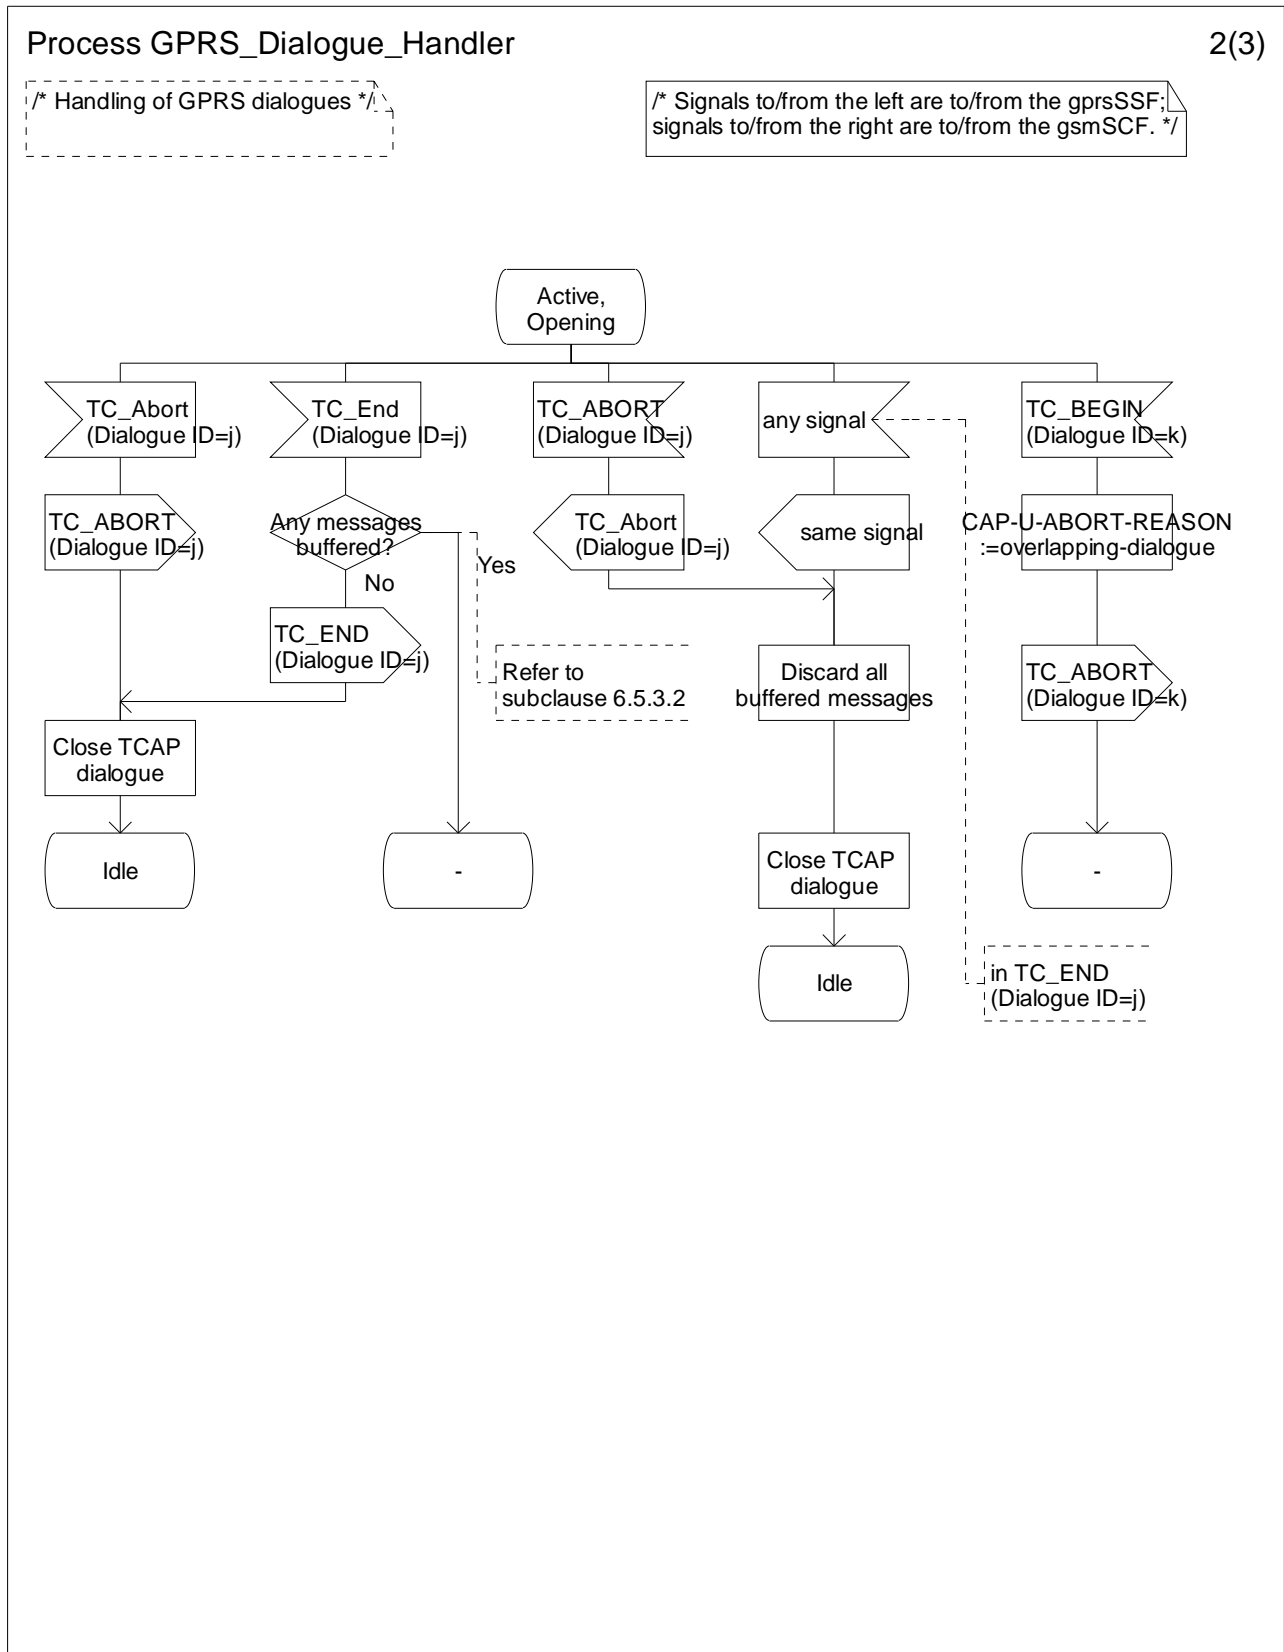 Process GPRS_Dialogue_Handler
2(3)
/* Handling of GPRS dialogues */
/* Signals to/from the left are to/from the gprsSSF;
signals to/from the right are to/from the gsmSCF. */
Active,
Opening
TC_Abort
(Dialogue ID=j)
TC_End
(Dialogue ID=j)
TC_ABORT
(Dialogue ID=j)
any signal
TC_BEGIN
(Dialogue ID=k)
TC_ABORT
(Dialogue ID=j)
Any messages
buffered?
TC_Abort
(Dialogue ID=j)
same signal
CAP-U-ABORT-REASON
:=overlapping-dialogue
Yes
No
TC_END
(Dialogue ID=j)
Refer to
subclause 6.5.3.2
Discard all
buffered messages
TC_ABORT
(Dialogue ID=k)
Close TCAP
dialogue
Idle
-
Close TCAP
dialogue
-
Idle
in TC_END
(Dialogue ID=j)